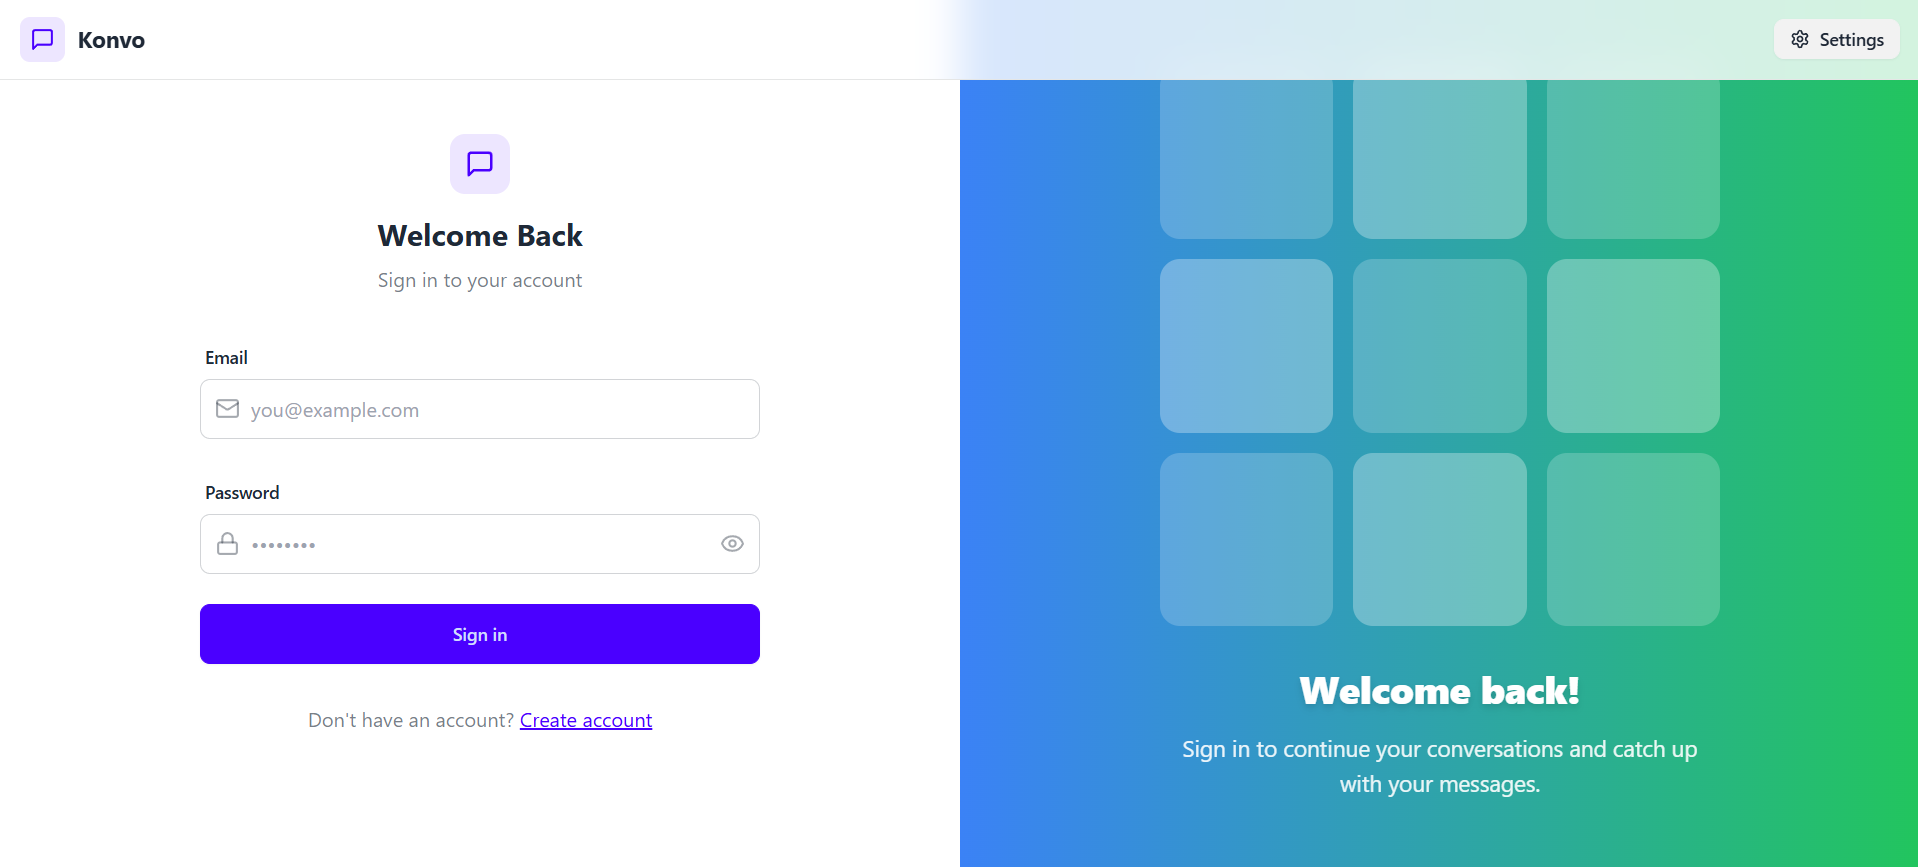 Konvo
Settings
Welcome Back
Sign in to your account
Email
you@example.com
Password
••••••••
Sign in
Don't have an account? Create account
Welcome back!
Sign in to continue your conversations and catch up
with your messages.